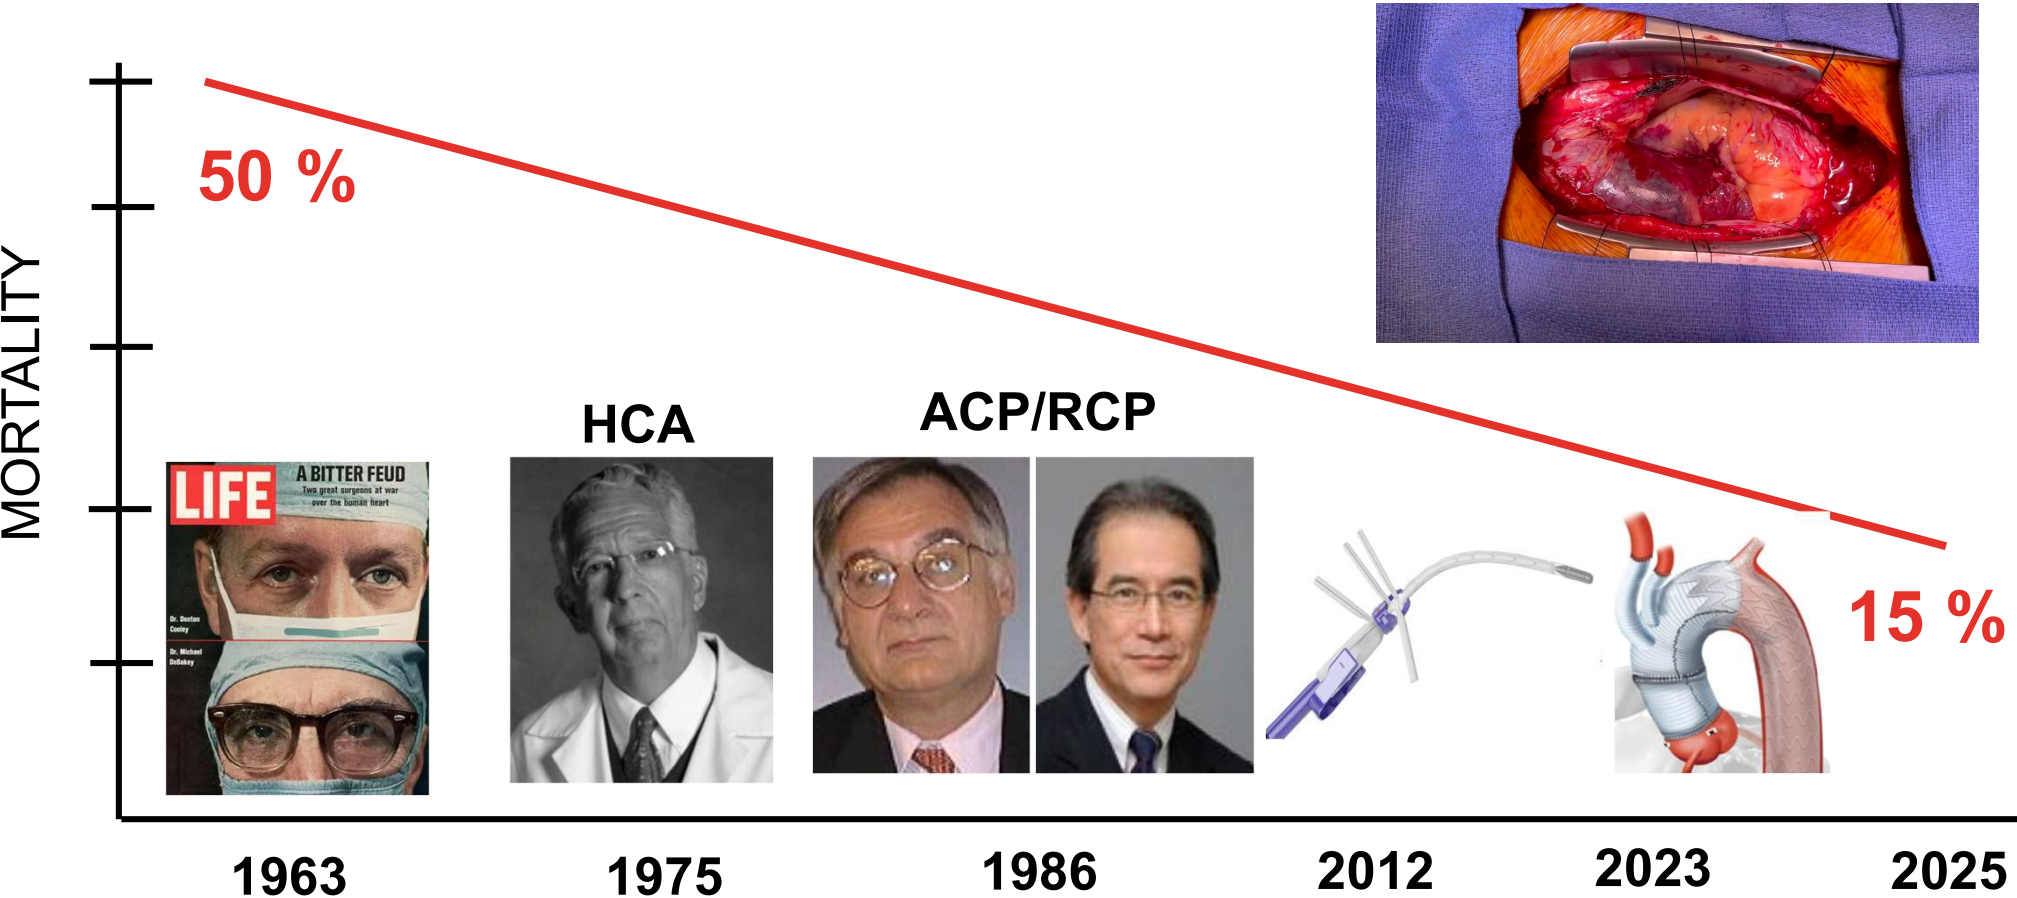 MORTALITY
50 %
HCA
ACP/RCP
LIFE
A BITTER FEUD
Two great surgeons at war
over the human heart
Dr. Denton
Cooley
Dr. Michael
DeBakey
15 %
1963
1975
1986
2012
2023
2025